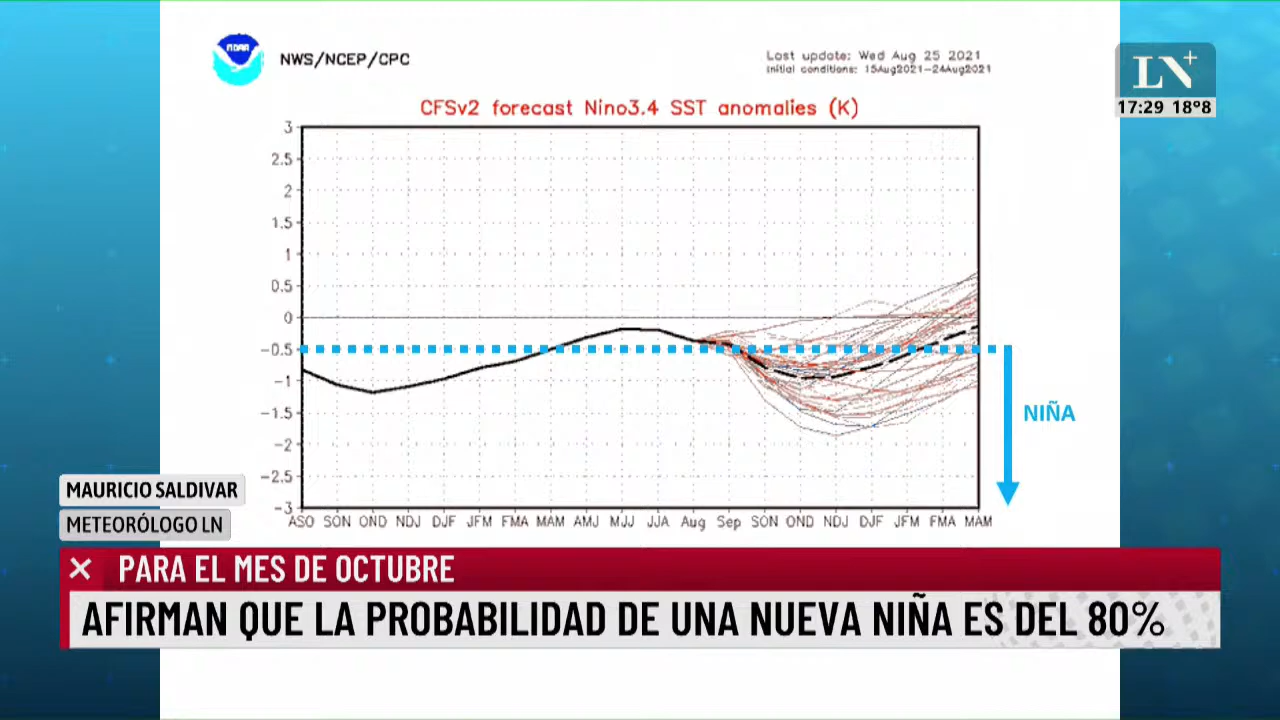 NOAA
NWS/NCEP/CPC
Last update: Wed Aug 25 2021
Initial conditions: 15Aug2021–24Aug2021
LN+
17:29 18°8
CFSv2 forecast Nino3.4 SST anomalies (K)
3
2.5
2
1.5
1
0.5
0
−0.5
−1
−1.5
−2
−2.5
−3
NIÑA
ASO SON OND NDJ DJF JFM FMA MAM AMJ MJJ JJA Aug Sep SON OND NDJ DJF JFM FMA MAM
MAURICIO SALDIVAR
METEORÓLOGO LN
PARA EL MES DE OCTUBRE
AFIRMAN QUE LA PROBABILIDAD DE UNA NUEVA NIÑA ES DEL 80%